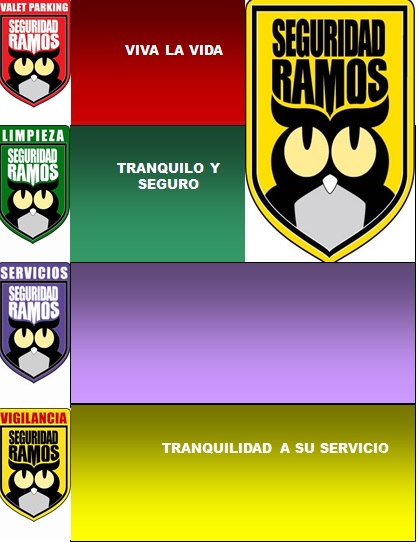 VALET PARKING
SEGURIDAD
RAMOS
VIVA LA VIDA
SEGURIDAD
RAMOS
LIMPIEZA
SEGURIDAD
RAMOS
TRANQUILO Y
SEGURO
SERVICIOS
SEGURIDAD
RAMOS
VIGILANCIA
SEGURIDAD
RAMOS
TRANQUILIDAD A SU SERVICIO